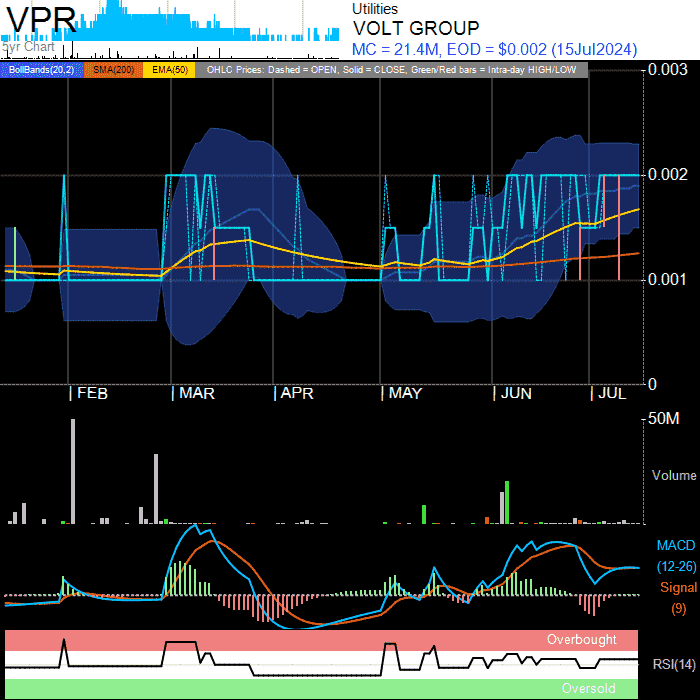 VPR
5yr Chart
Utilities
VOLT GROUP
MC = 21.4M, EOD = $0.002 (15Jul2024)
BollBands(20,2) SMA(200) EMA(50) OHLC Prices: Dashed = OPEN, Solid = CLOSE, Green/Red bars = Intra-day HIGH/LOW
0.003
0.002
0.001
0
FEB MAR APR MAY JUN JUL
50M
Volume
MACD
(12-26)
Signal
(9)
Overbought
RSI(14)
Oversold